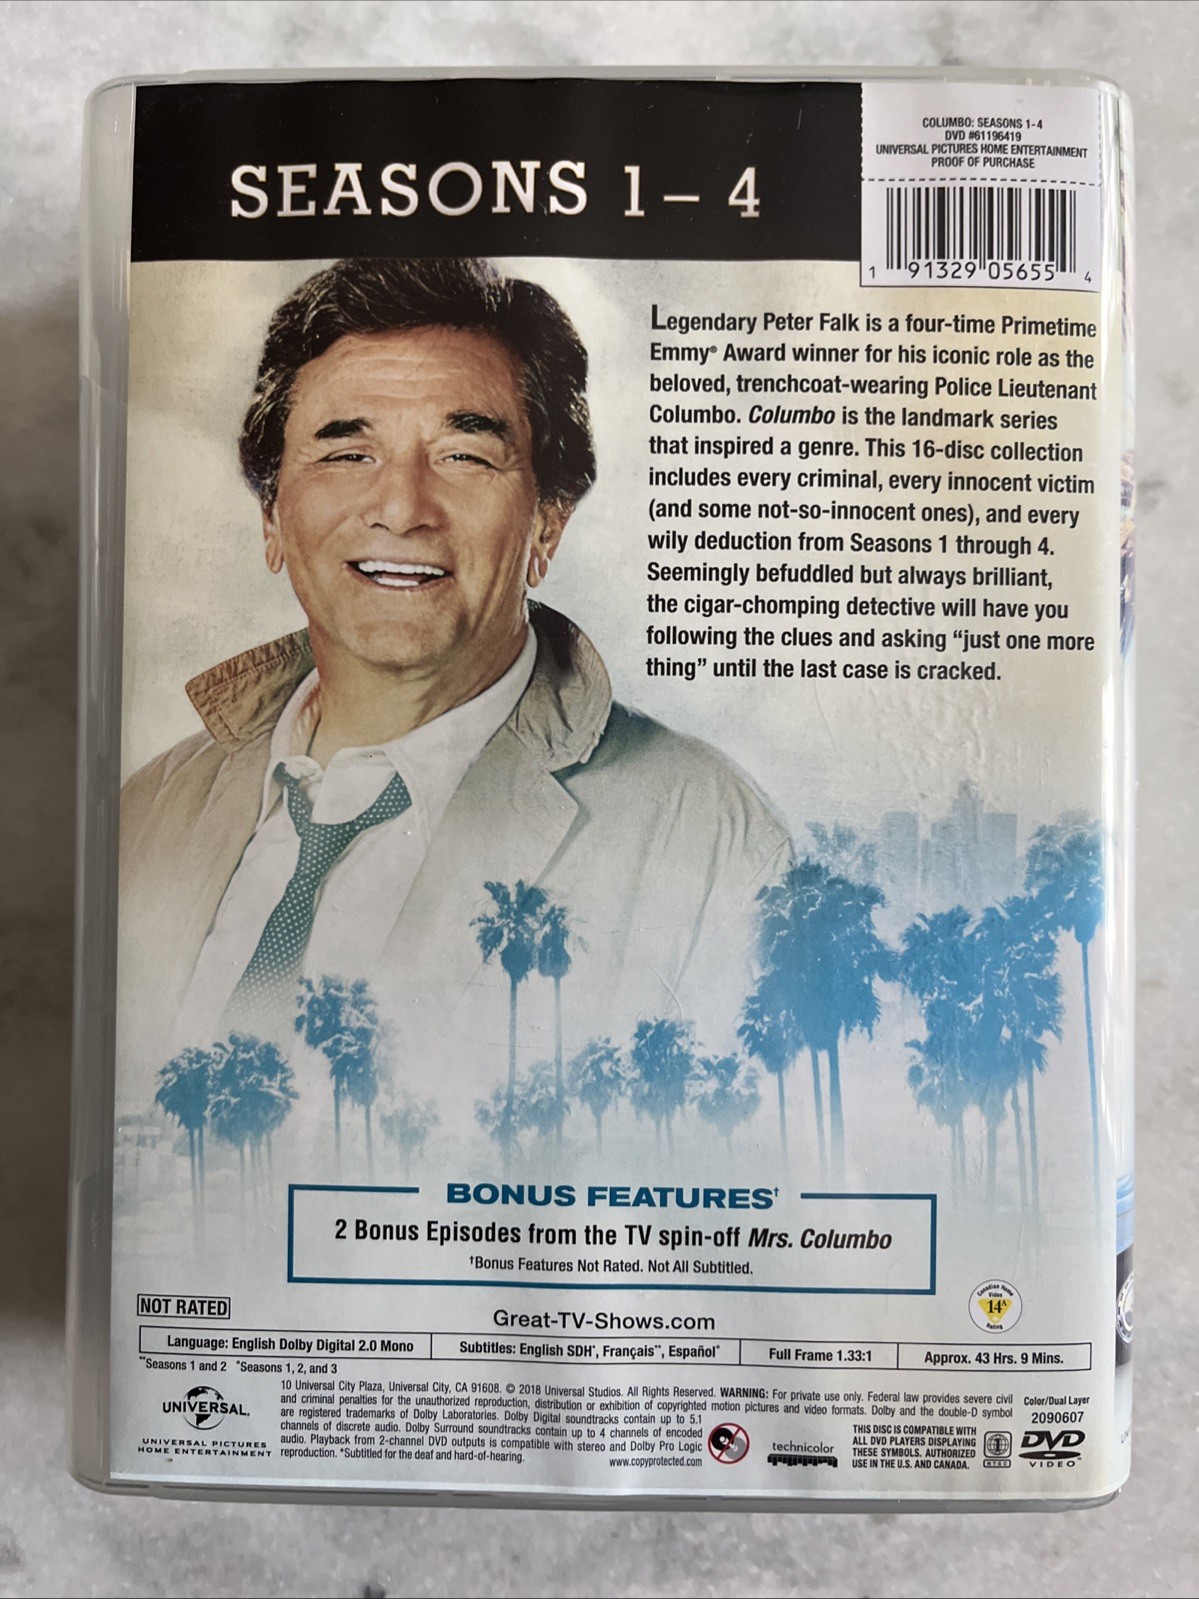 COLUMBO: SEASONS 1-4
DVD #61196419
UNIVERSAL PICTURES HOME ENTERTAINMENT
PROOF OF PURCHASE
1 91329 05655 4
SEASONS 1 – 4
Legendary Peter Falk is a four-time Primetime
Emmy® Award winner for his iconic role as the
beloved, trenchcoat-wearing Police Lieutenant
Columbo. Columbo is the landmark series
that inspired a genre. This 16-disc collection
includes every criminal, every innocent victim
(and some not-so-innocent ones), and every
wily deduction from Seasons 1 through 4.
Seemingly befuddled but always brilliant,
the cigar-chomping detective will have you
following the clues and asking “just one more
thing” until the last case is cracked.
BONUS FEATURES†
2 Bonus Episodes from the TV spin-off Mrs. Columbo
†Bonus Features Not Rated. Not All Subtitled.
NOT RATED
Great-TV-Shows.com
Canadian Home
Video
14A
Rating
Language: English Dolby Digital 2.0 Mono
Subtitles: English SDH*, Français**, Español*
Full Frame 1.33:1
Approx. 43 Hrs. 9 Mins.
**Seasons 1 and 2 *Seasons 1, 2, and 3
UNIVERSAL
UNIVERSAL PICTURES
HOME ENTERTAINMENT
10 Universal City Plaza, Universal City, CA 91608. © 2018 Universal Studios. All Rights Reserved. WARNING: For private use only. Federal law provides severe civil
and criminal penalties for the unauthorized reproduction, distribution or exhibition of copyrighted motion pictures and video formats. Dolby and the double-D symbol
are registered trademarks of Dolby Laboratories. Dolby Digital soundtracks contain up to 5.1
channels of discrete audio. Dolby Surround soundtracks contain up to 4 channels of encoded
audio. Playback from 2-channel DVD outputs is compatible with stereo and Dolby Pro Logic
reproduction. *Subtitled for the deaf and hard-of-hearing.
www.copyprotected.com
technicolor
THIS DISC IS COMPATIBLE WITH
ALL DVD PLAYERS DISPLAYING
THESE SYMBOLS. AUTHORIZED
USE IN THE U.S. AND CANADA.
1
NTSC
Color/Dual Layer
2090607
DVD
VIDEO